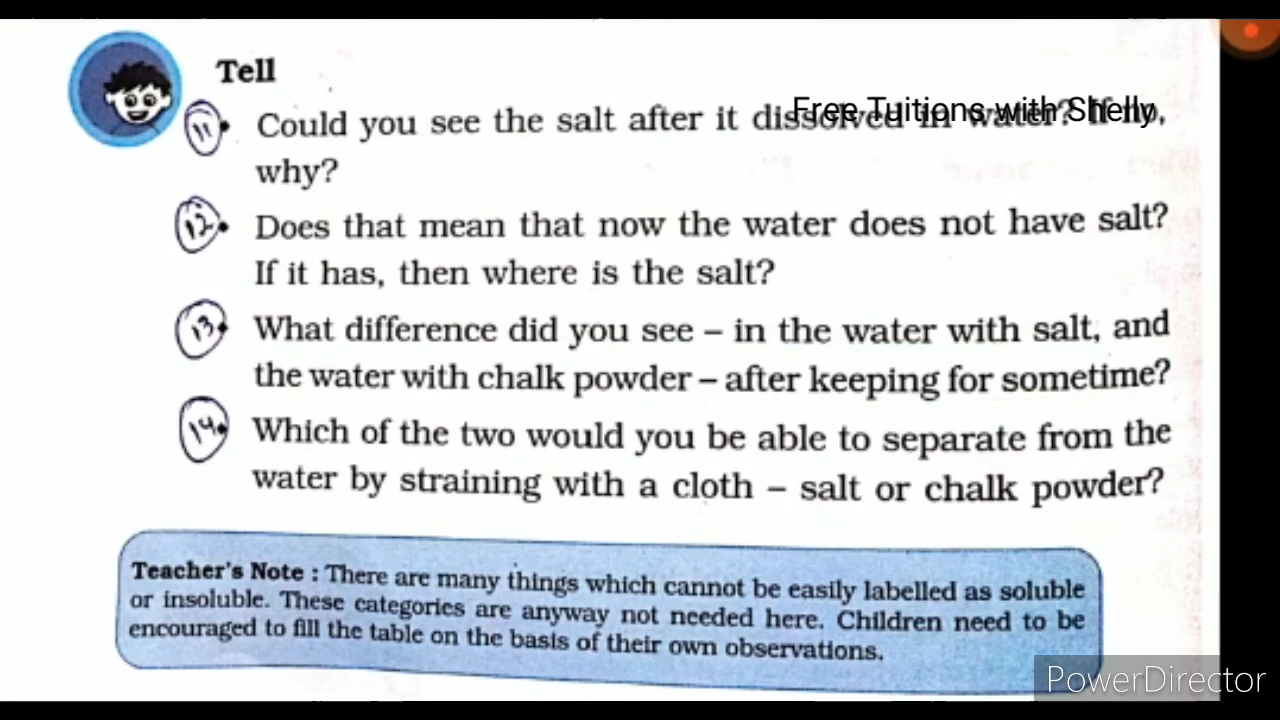 Tell
Free Tuitions with Shelly
11 Could you see the salt after it dissolved in water? If no,
why?
12 Does that mean that now the water does not have salt?
If it has, then where is the salt?
13 What difference did you see – in the water with salt, and
the water with chalk powder – after keeping for sometime?
14 Which of the two would you be able to separate from the
water by straining with a cloth – salt or chalk powder?
Teacher's Note : There are many things which cannot be easily labelled as soluble
or insoluble. These categories are anyway not needed here. Children need to be
encouraged to fill the table on the basis of their own observations.
PowerDirector